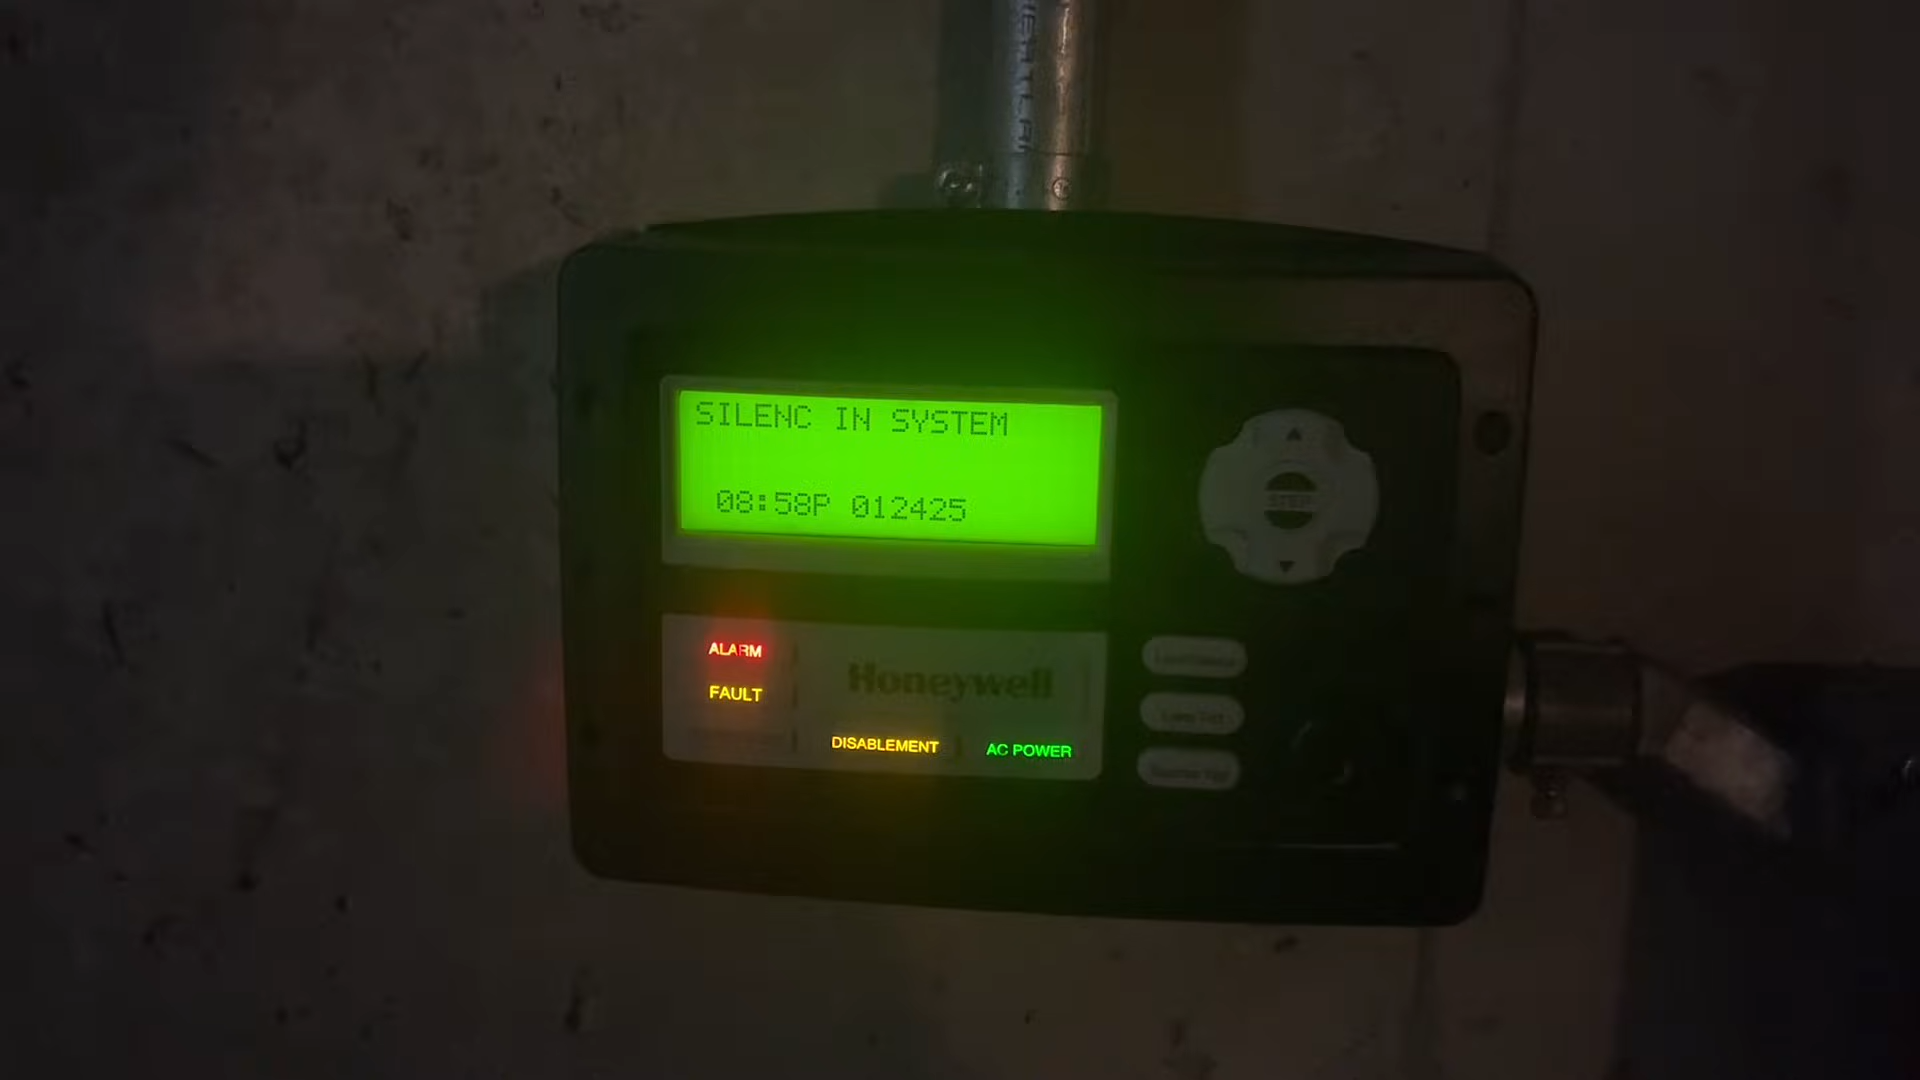 SILENC IN SYSTEM
08:58P 012425
ALARM
FAULT
Honeywell
DISABLEMENT
AC POWER